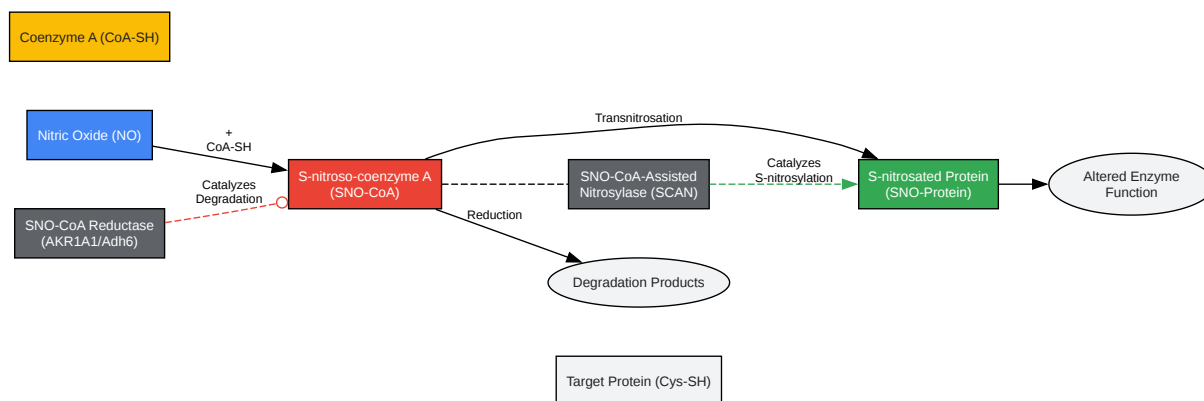 Coenzyme A (CoA-SH)
Nitric Oxide (NO)
+
CoA-SH
Transnitrosation
S-nitroso-coenzyme A
(SNO-CoA)
SNO-CoA-Assisted
Nitrosylase (SCAN)
Catalyzes
S-nitrosylation
S-nitrosated Protein
(SNO-Protein)
Altered Enzyme
Function
Catalyzes
Degradation
SNO-CoA Reductase
(AKR1A1/Adh6)
Reduction
Degradation Products
Target Protein (Cys-SH)